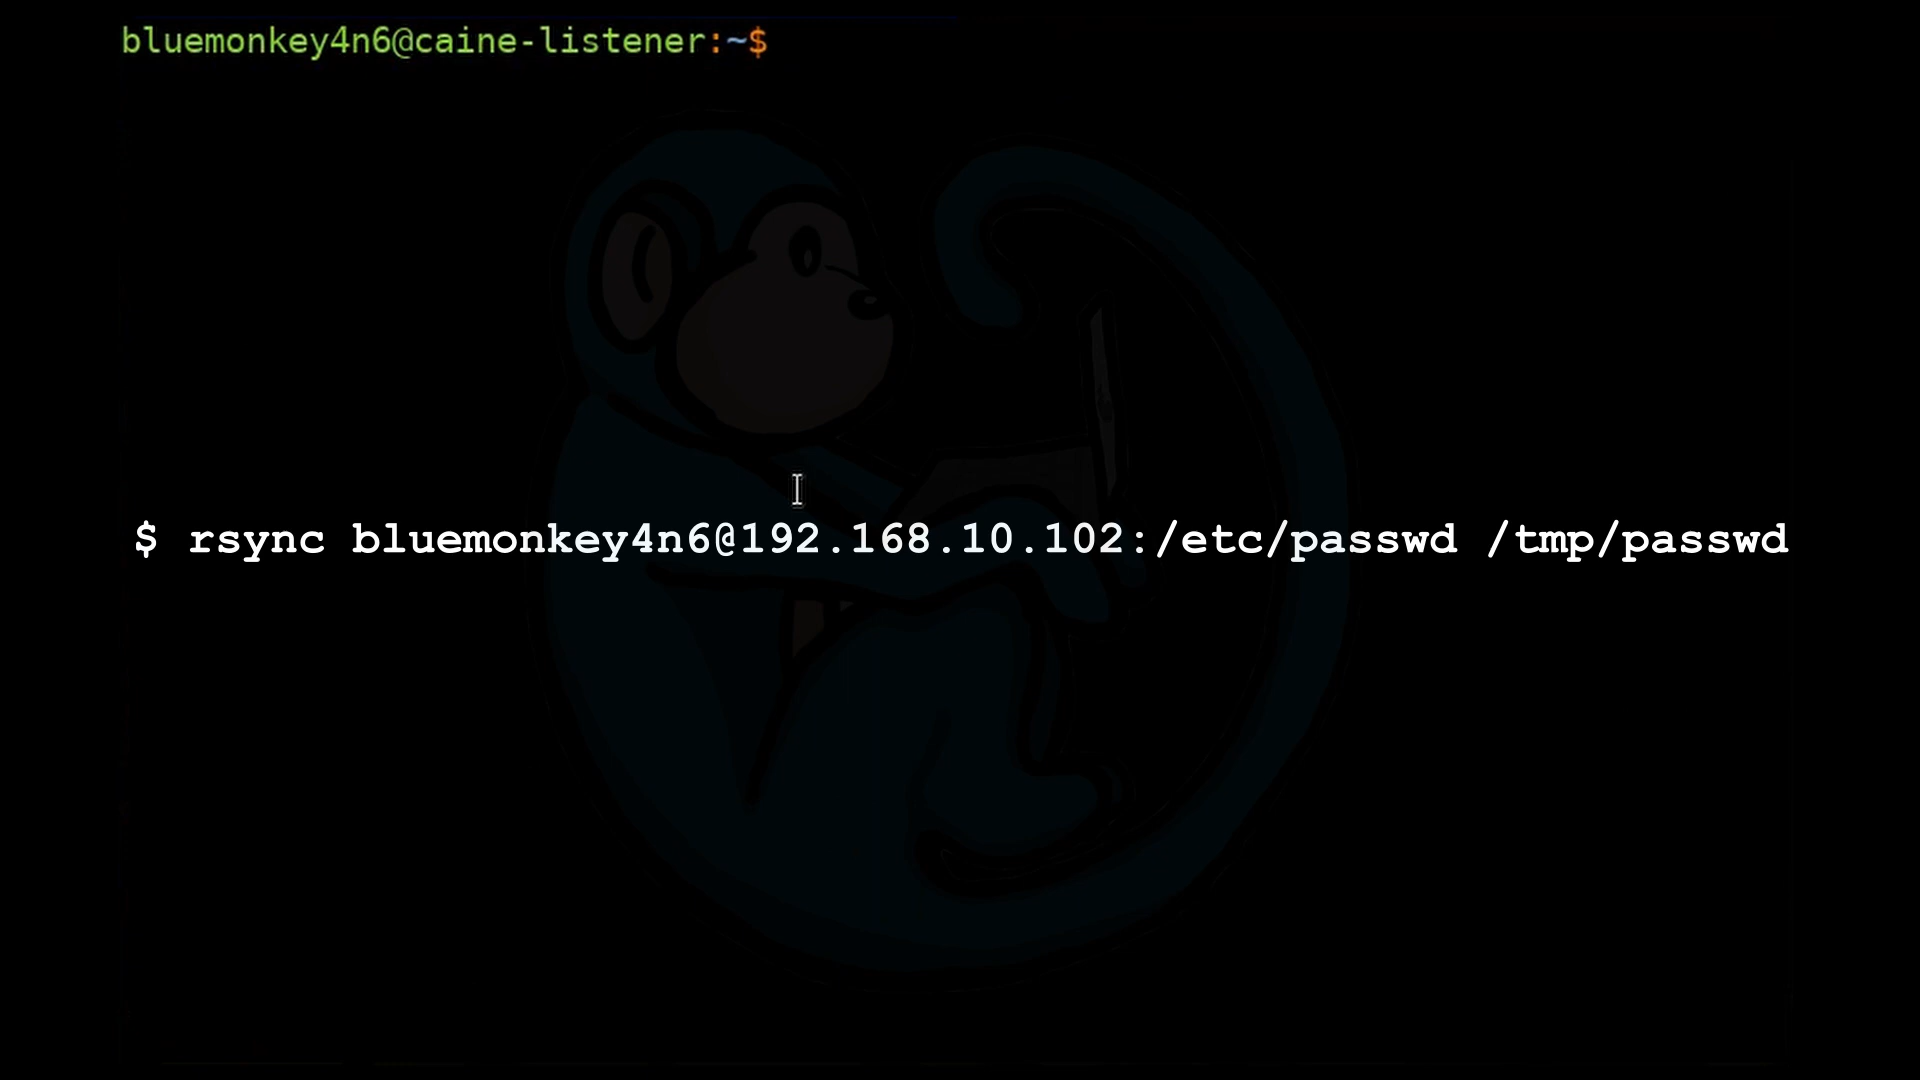 bluemonkey4n6@caine-listener:~$
$ rsync bluemonkey4n6@192.168.10.102:/etc/passwd /tmp/passwd